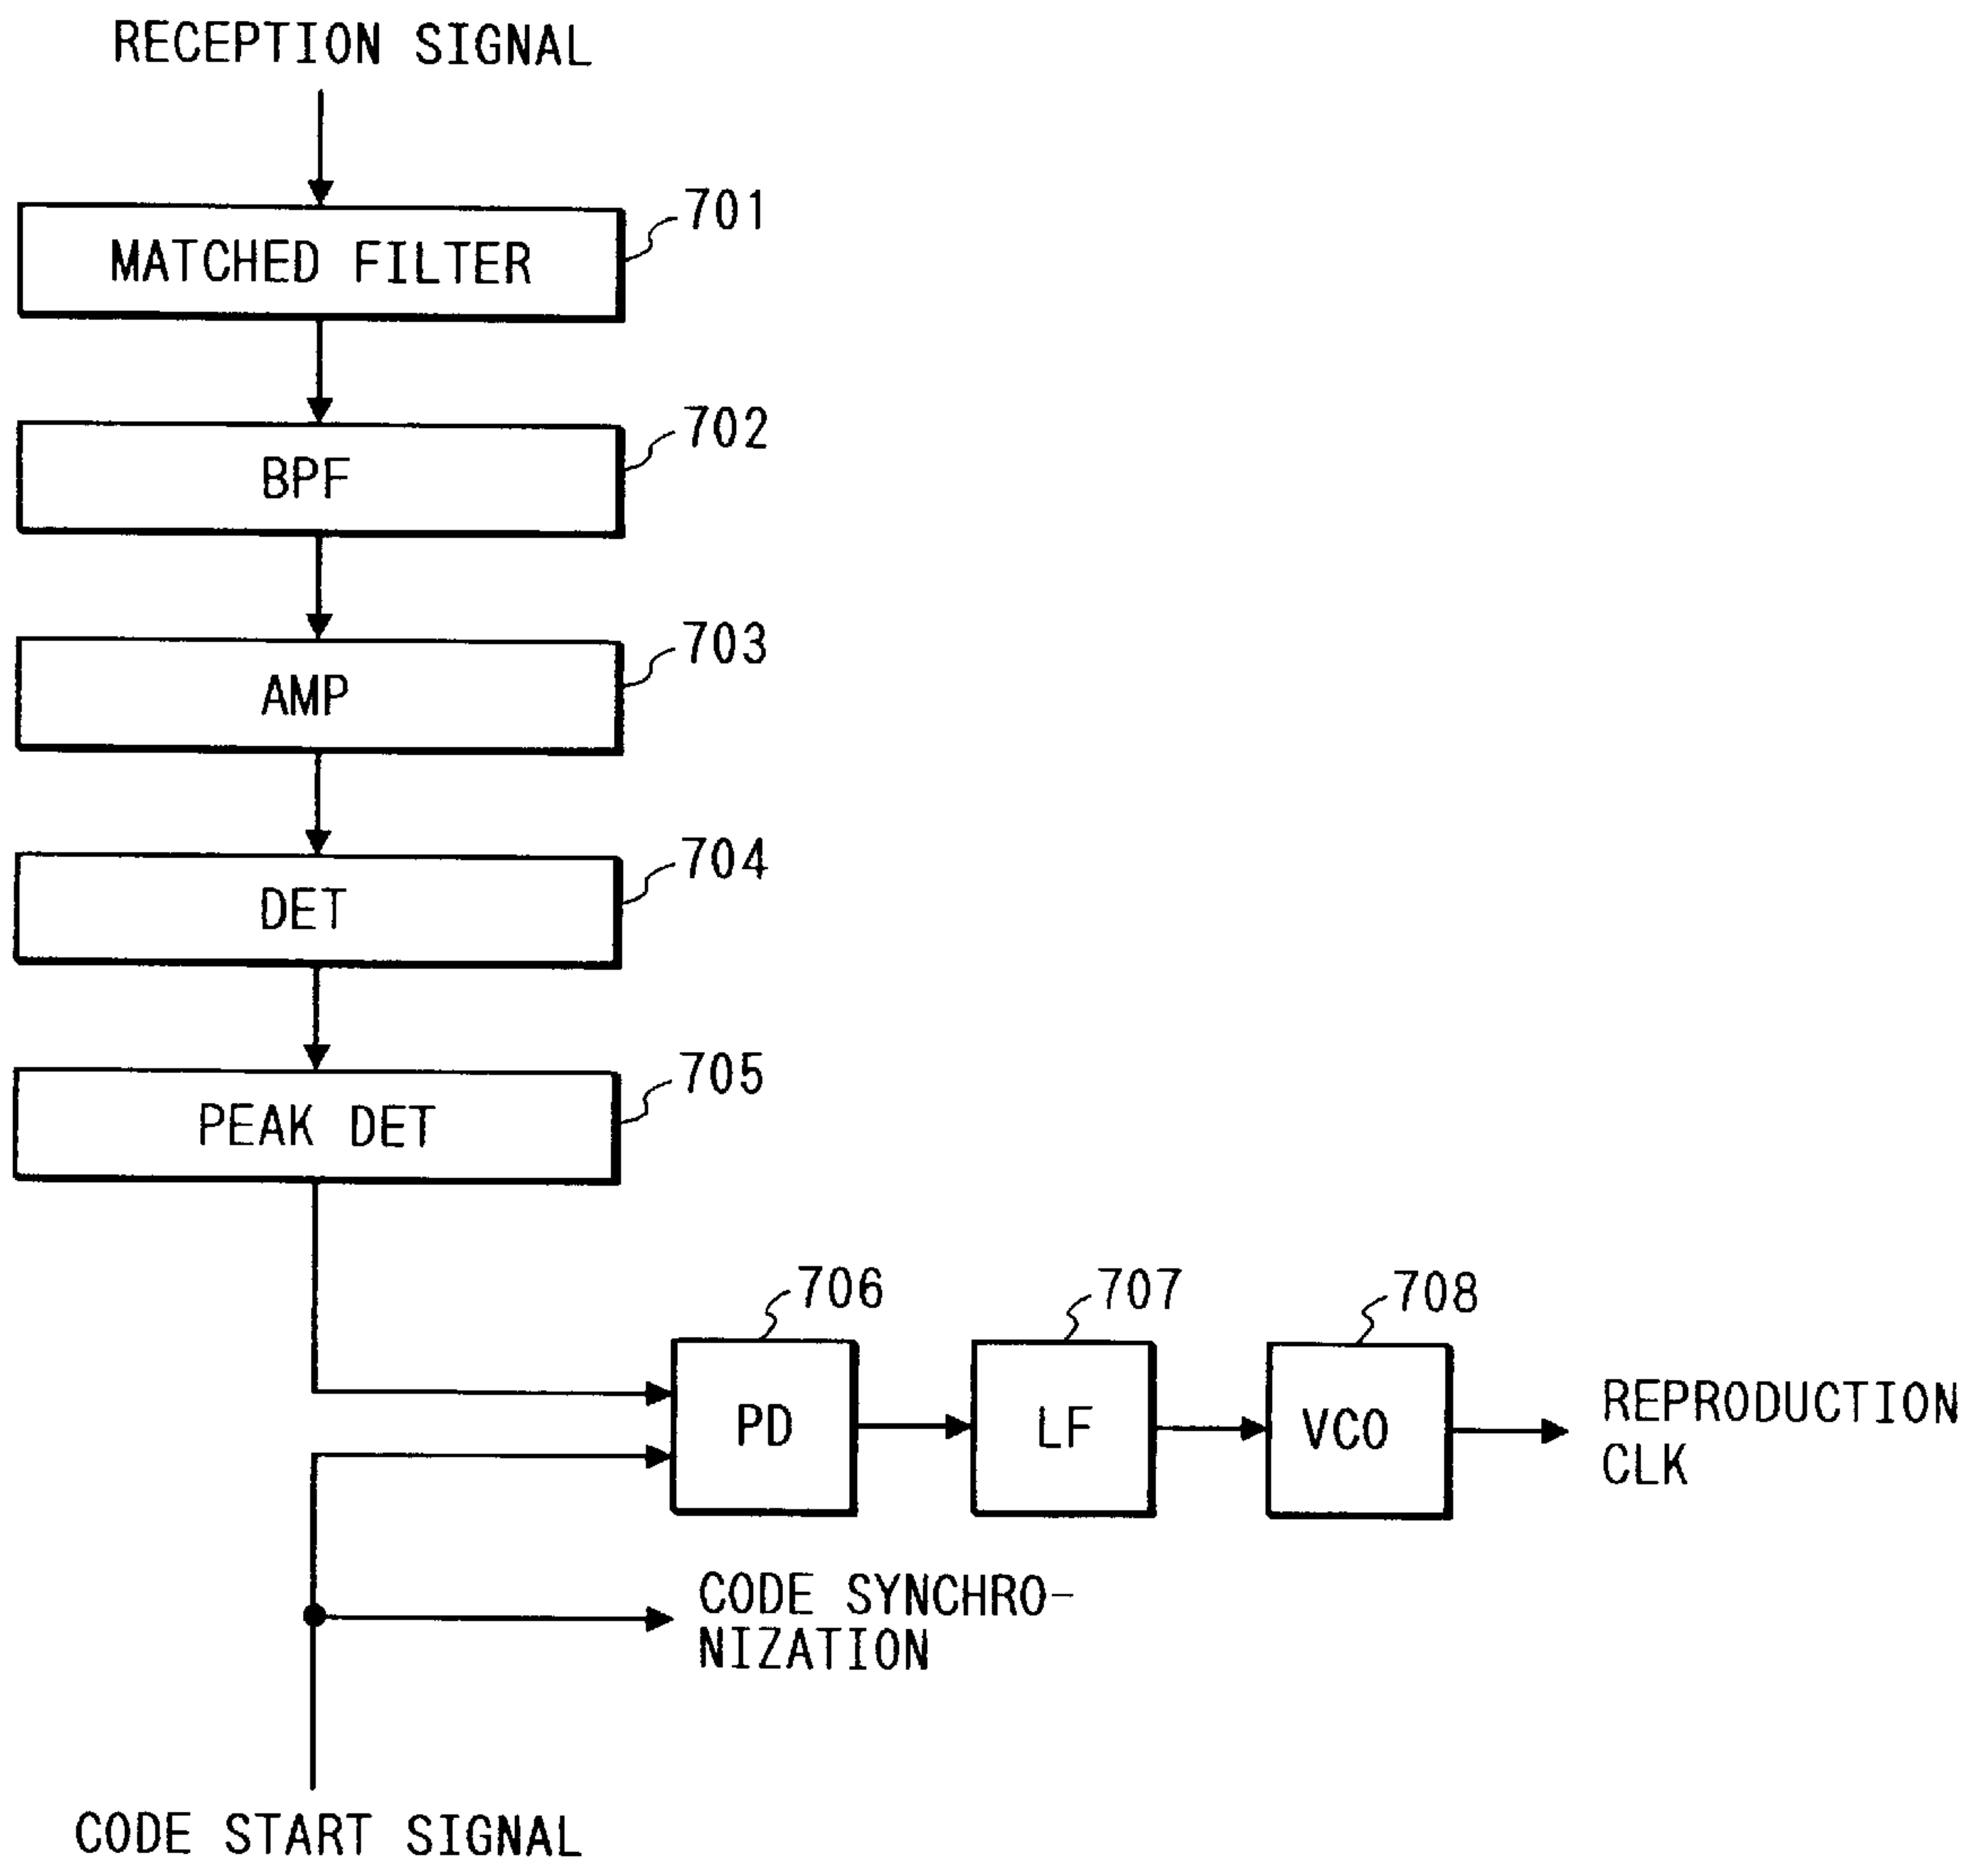 RECEPTION SIGNAL
701
MATCHED FILTER
702
BPF
703
AMP
704
DET
705
PEAK DET
706
707
708
PD
LF
VCO
REPRODUCTION
CLK
CODE SYNCHRO-
NIZATION
CODE START SIGNAL